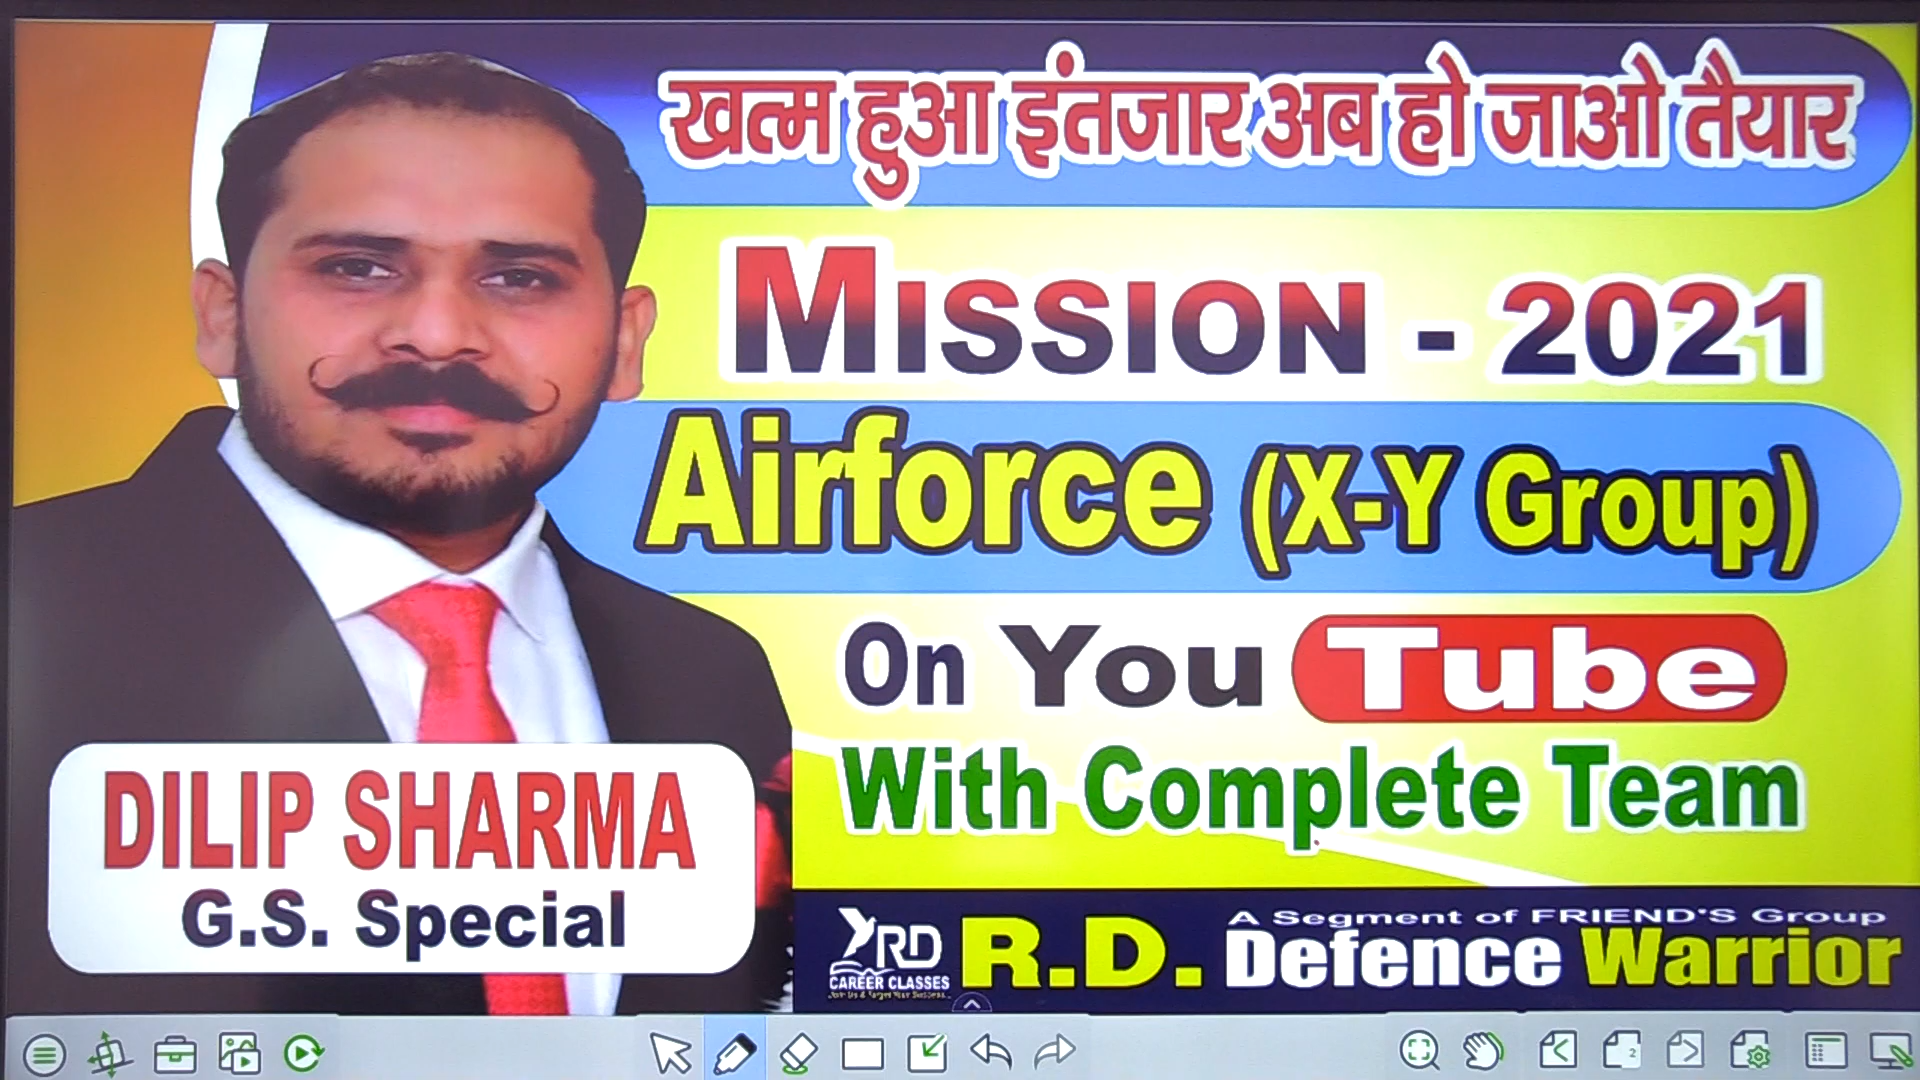 खत्म हुआ इंतजार अब हो जाओ तैयार
MISSION - 2021
Airforce (X-Y Group)
On You Tube
With Complete Team
DILIP SHARMA
G.S. Special
RD
CAREER CLASSES
R.D. Defence Warrior
A Segment of FRIEND'S Group
2